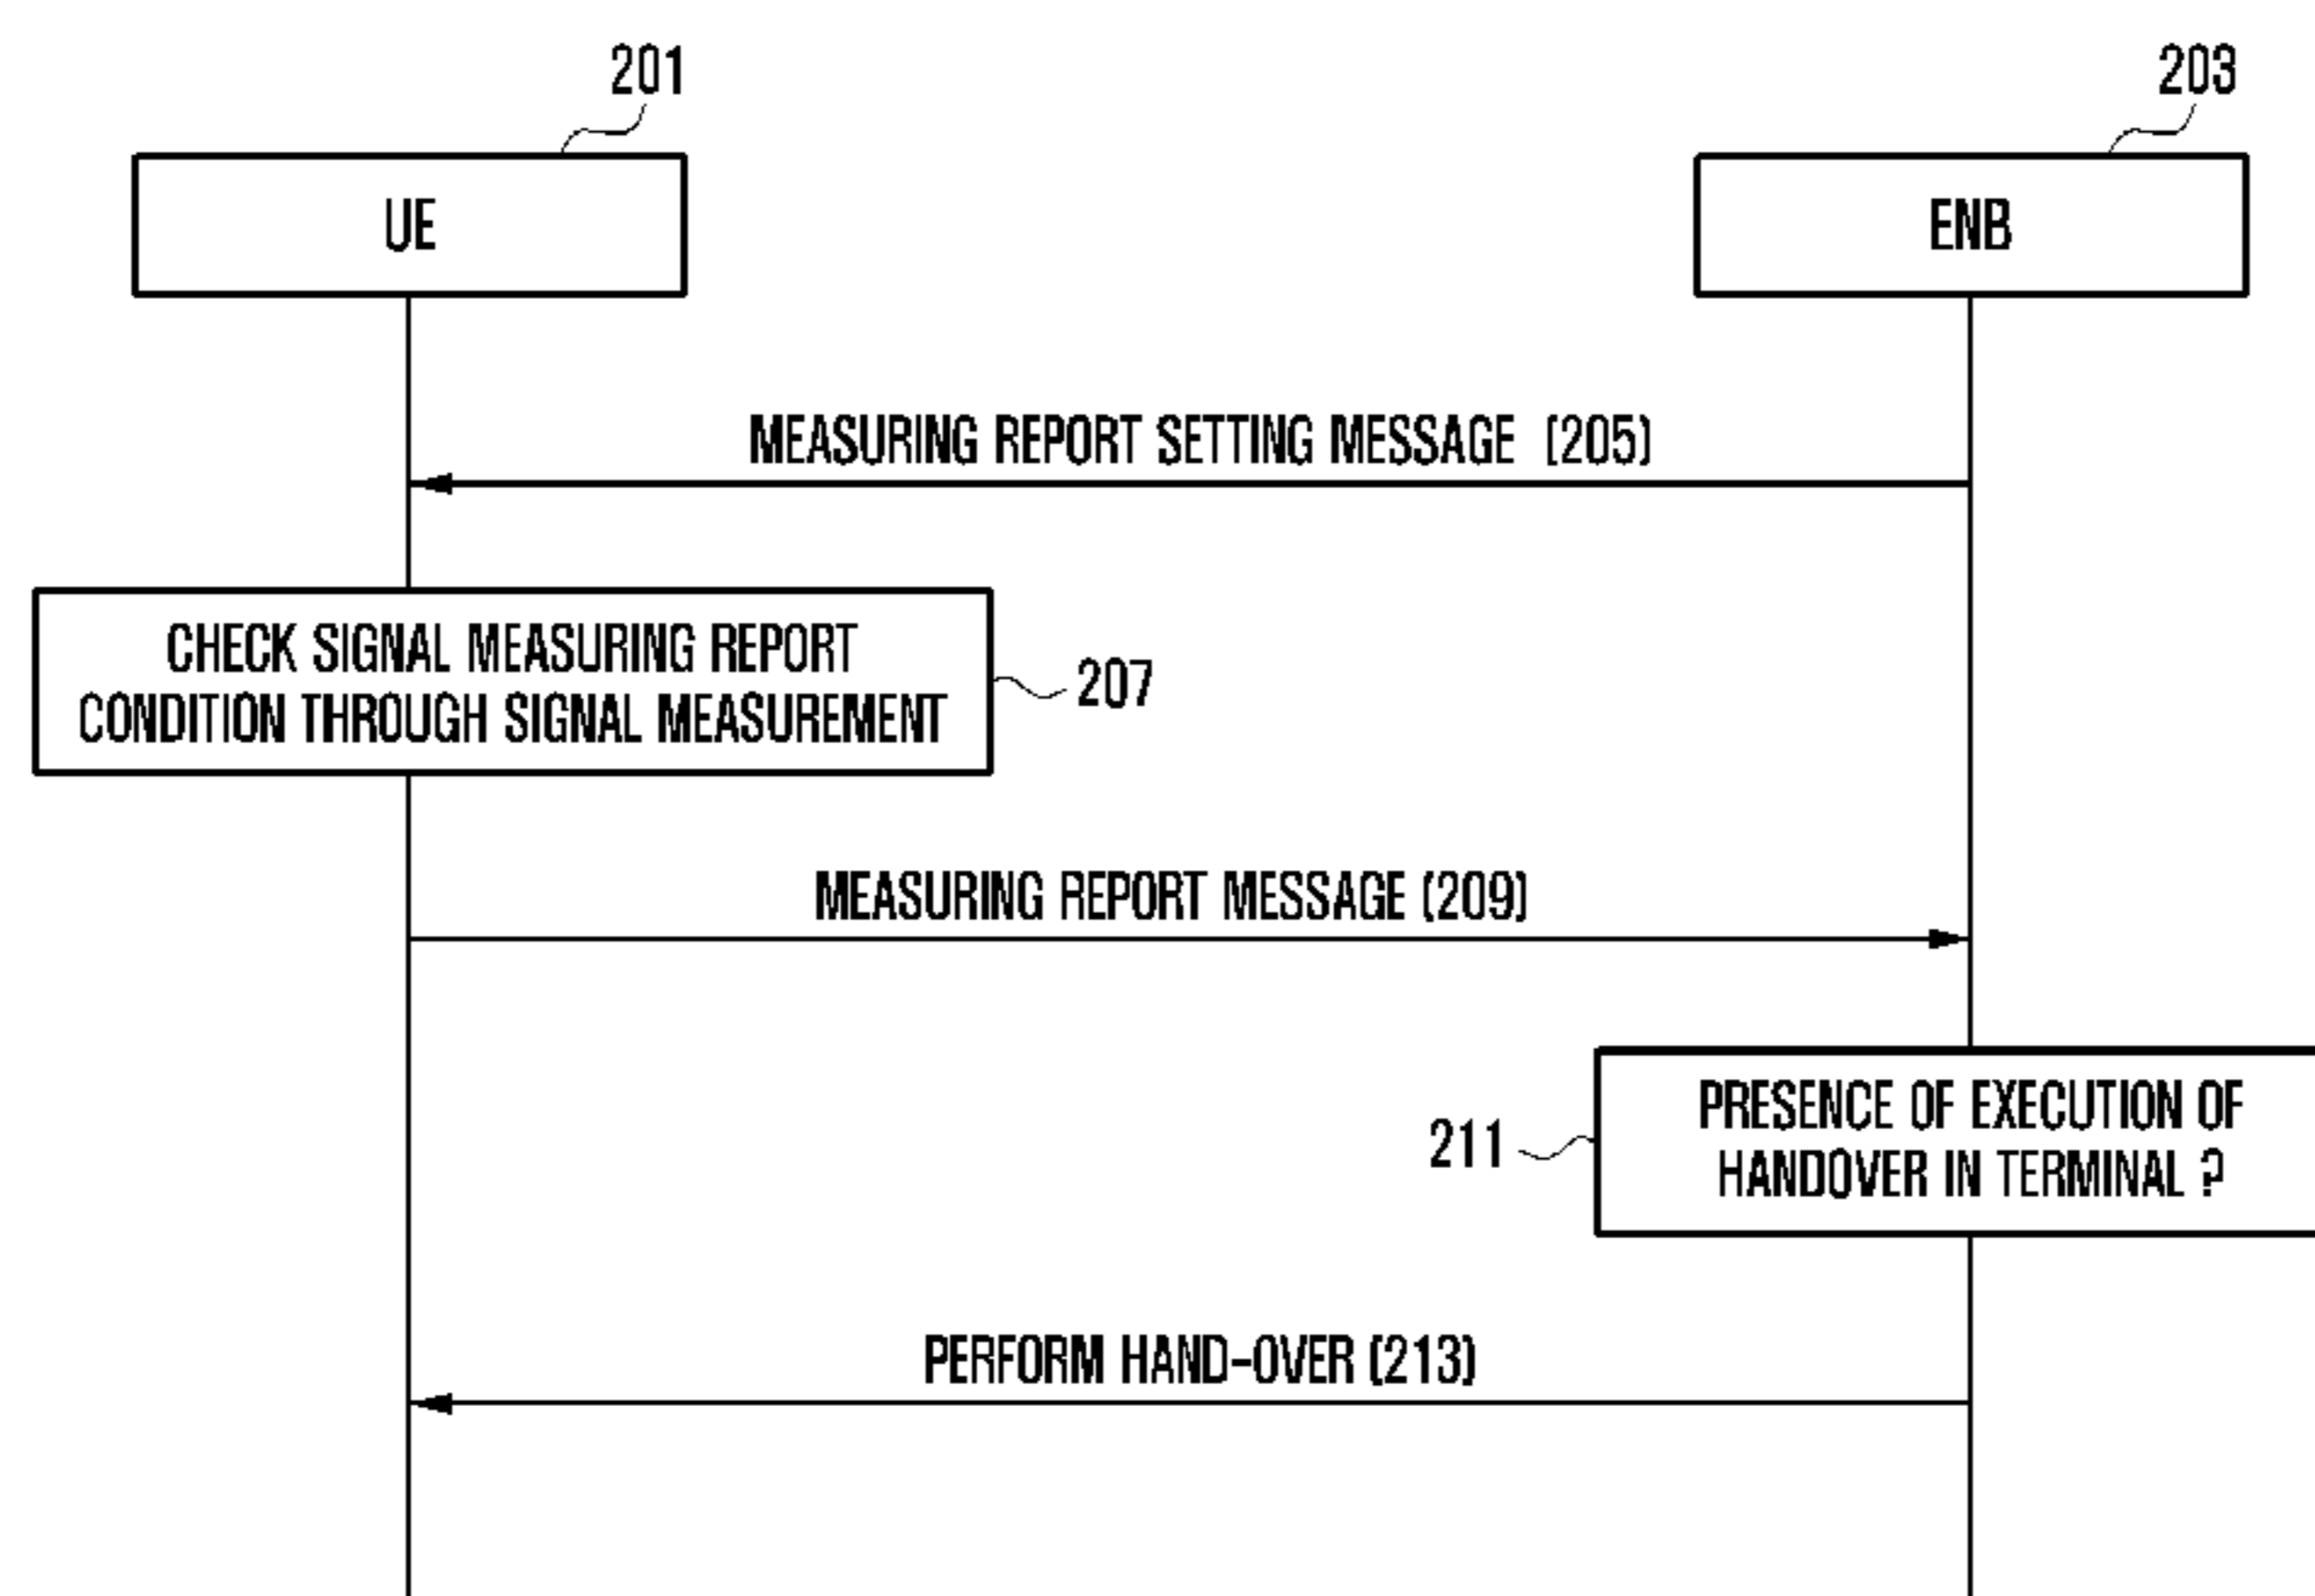 201
203
UE
ENB
MEASURING REPORT SETTING MESSAGE (205)
CHECK SIGNAL MEASURING REPORT
CONDITION THROUGH SIGNAL MEASUREMENT
207
MEASURING REPORT MESSAGE (209)
PRESENCE OF EXECUTION OF
HANDOVER IN TERMINAL ?
211
PERFORM HAND-OVER (213)